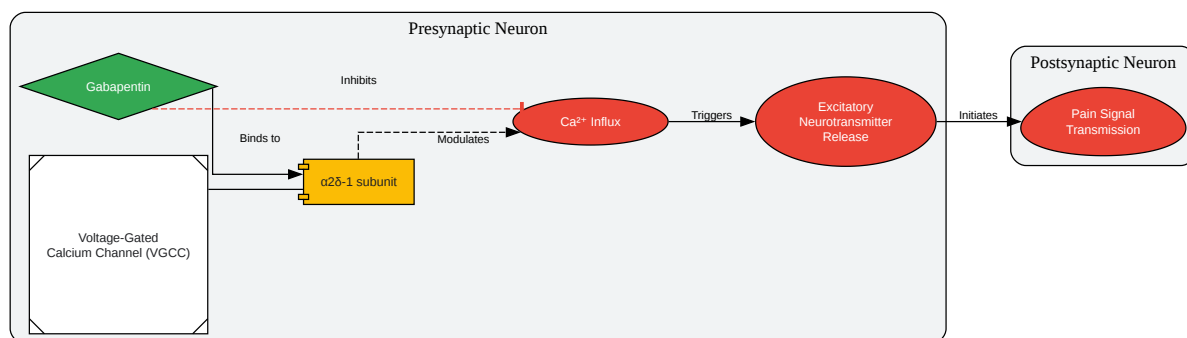 Presynaptic Neuron
Postsynaptic Neuron
Gabapentin
Inhibits
Ca²⁺ Influx
Triggers
Excitatory
Neurotransmitter
Release
Initiates
Pain Signal
Transmission
Binds to
Modulates
α2δ-1 subunit
Voltage-Gated
Calcium Channel (VGCC)